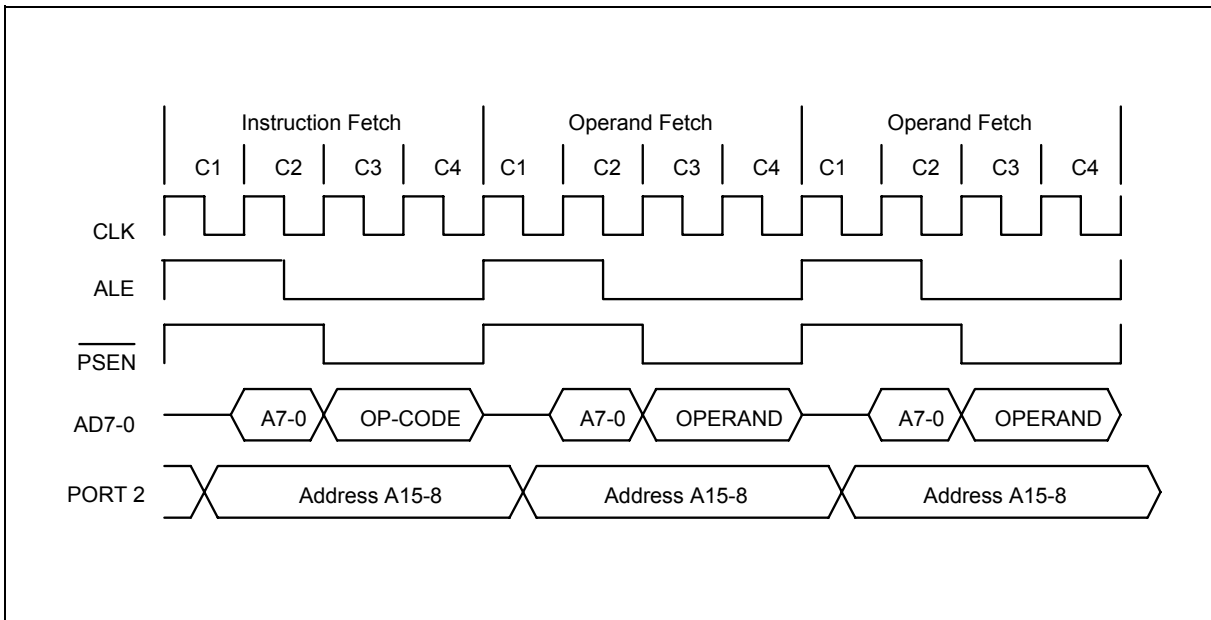 Instruction Fetch Operand Fetch Operand Fetch
C1 C2 C3 C4 C1 C2 C3 C4 C1 C2 C3 C4
CLK
ALE
PSEN
AD7-0 A7-0 OP-CODE A7-0 OPERAND A7-0 OPERAND
PORT 2 Address A15-8 Address A15-8 Address A15-8